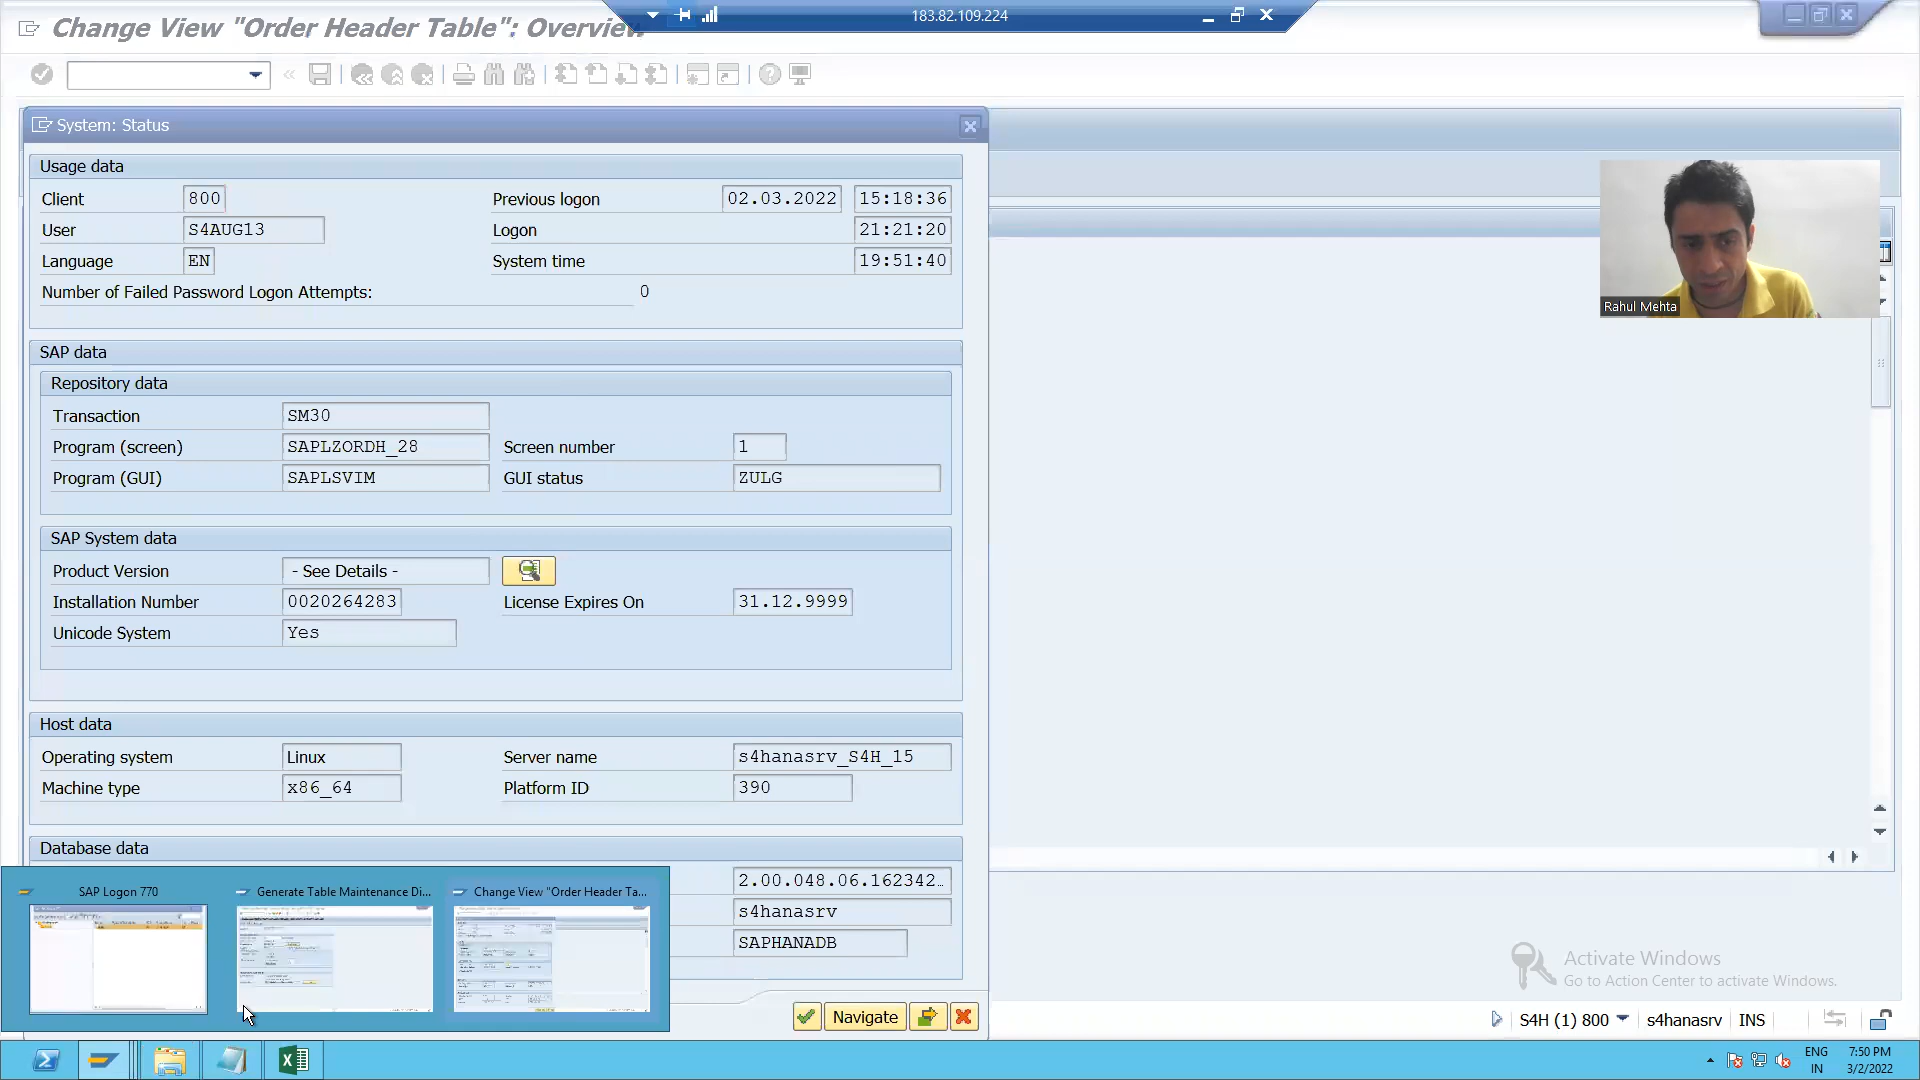 Change View "Order Header Table": Overview
183.82.109.224
System: Status
Usage data
Client 800 Previous logon 02.03.2022 15:18:36
User S4AUG13 Logon 21:21:20
Language EN System time 19:51:40
Number of Failed Password Logon Attempts: 0
Rahul Mehta
SAP data
Repository data
Transaction SM30
Program (screen) SAPLZORDH_28 Screen number 1
Program (GUI) SAPLSVIM GUI status ZULG
SAP System data
Product Version - See Details -
Installation Number 0020264283 License Expires On 31.12.9999
Unicode System Yes
Host data
Operating system Linux Server name s4hanasrv_S4H_15
Machine type x86_64 Platform ID 390
Database data
2.00.048.06.162342…
s4hanasrv
SAPHANADB
SAP Logon 770 Generate Table Maintenance Di... Change View "Order Header Ta...
Activate Windows
Go to Action Center to activate Windows.
Navigate
S4H (1) 800 s4hanasrv INS
ENG 7:50 PM
IN 3/2/2022